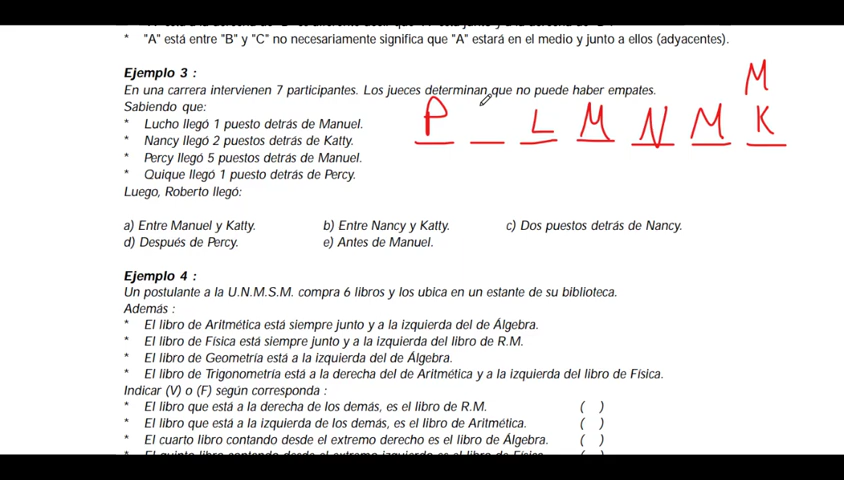 * "A" está entre "B" y "C" no necesariamente significa que "A" estará en el medio y junto a ellos (adyacentes).
Ejemplo 3 :
En una carrera intervienen 7 participantes. Los jueces determinan que no puede haber empates.
Sabiendo que:
* Lucho llegó 1 puesto detrás de Manuel.
* Nancy llegó 2 puestos detrás de Katty.
* Percy llegó 5 puestos detrás de Manuel.
* Quique llegó 1 puesto detrás de Percy.
Luego, Roberto llegó:
M
P L M N M K
a) Entre Manuel y Katty. b) Entre Nancy y Katty. c) Dos puestos detrás de Nancy.
d) Después de Percy. e) Antes de Manuel.
Ejemplo 4 :
Un postulante a la U.N.M.S.M. compra 6 libros y los ubica en un estante de su biblioteca.
Además :
* El libro de Aritmética está siempre junto y a la izquierda del de Álgebra.
* El libro de Física está siempre junto y a la izquierda del libro de R.M.
* El libro de Geometría está a la izquierda del de Álgebra.
* El libro de Trigonometría está a la derecha del de Aritmética y a la izquierda del libro de Física.
Indicar (V) o (F) según corresponda :
* El libro que está a la derecha de los demás, es el libro de R.M. ( )
* El libro que está a la izquierda de los demás, es el libro de Aritmética. ( )
* El cuarto libro contando desde el extremo derecho es el libro de Álgebra. ( )